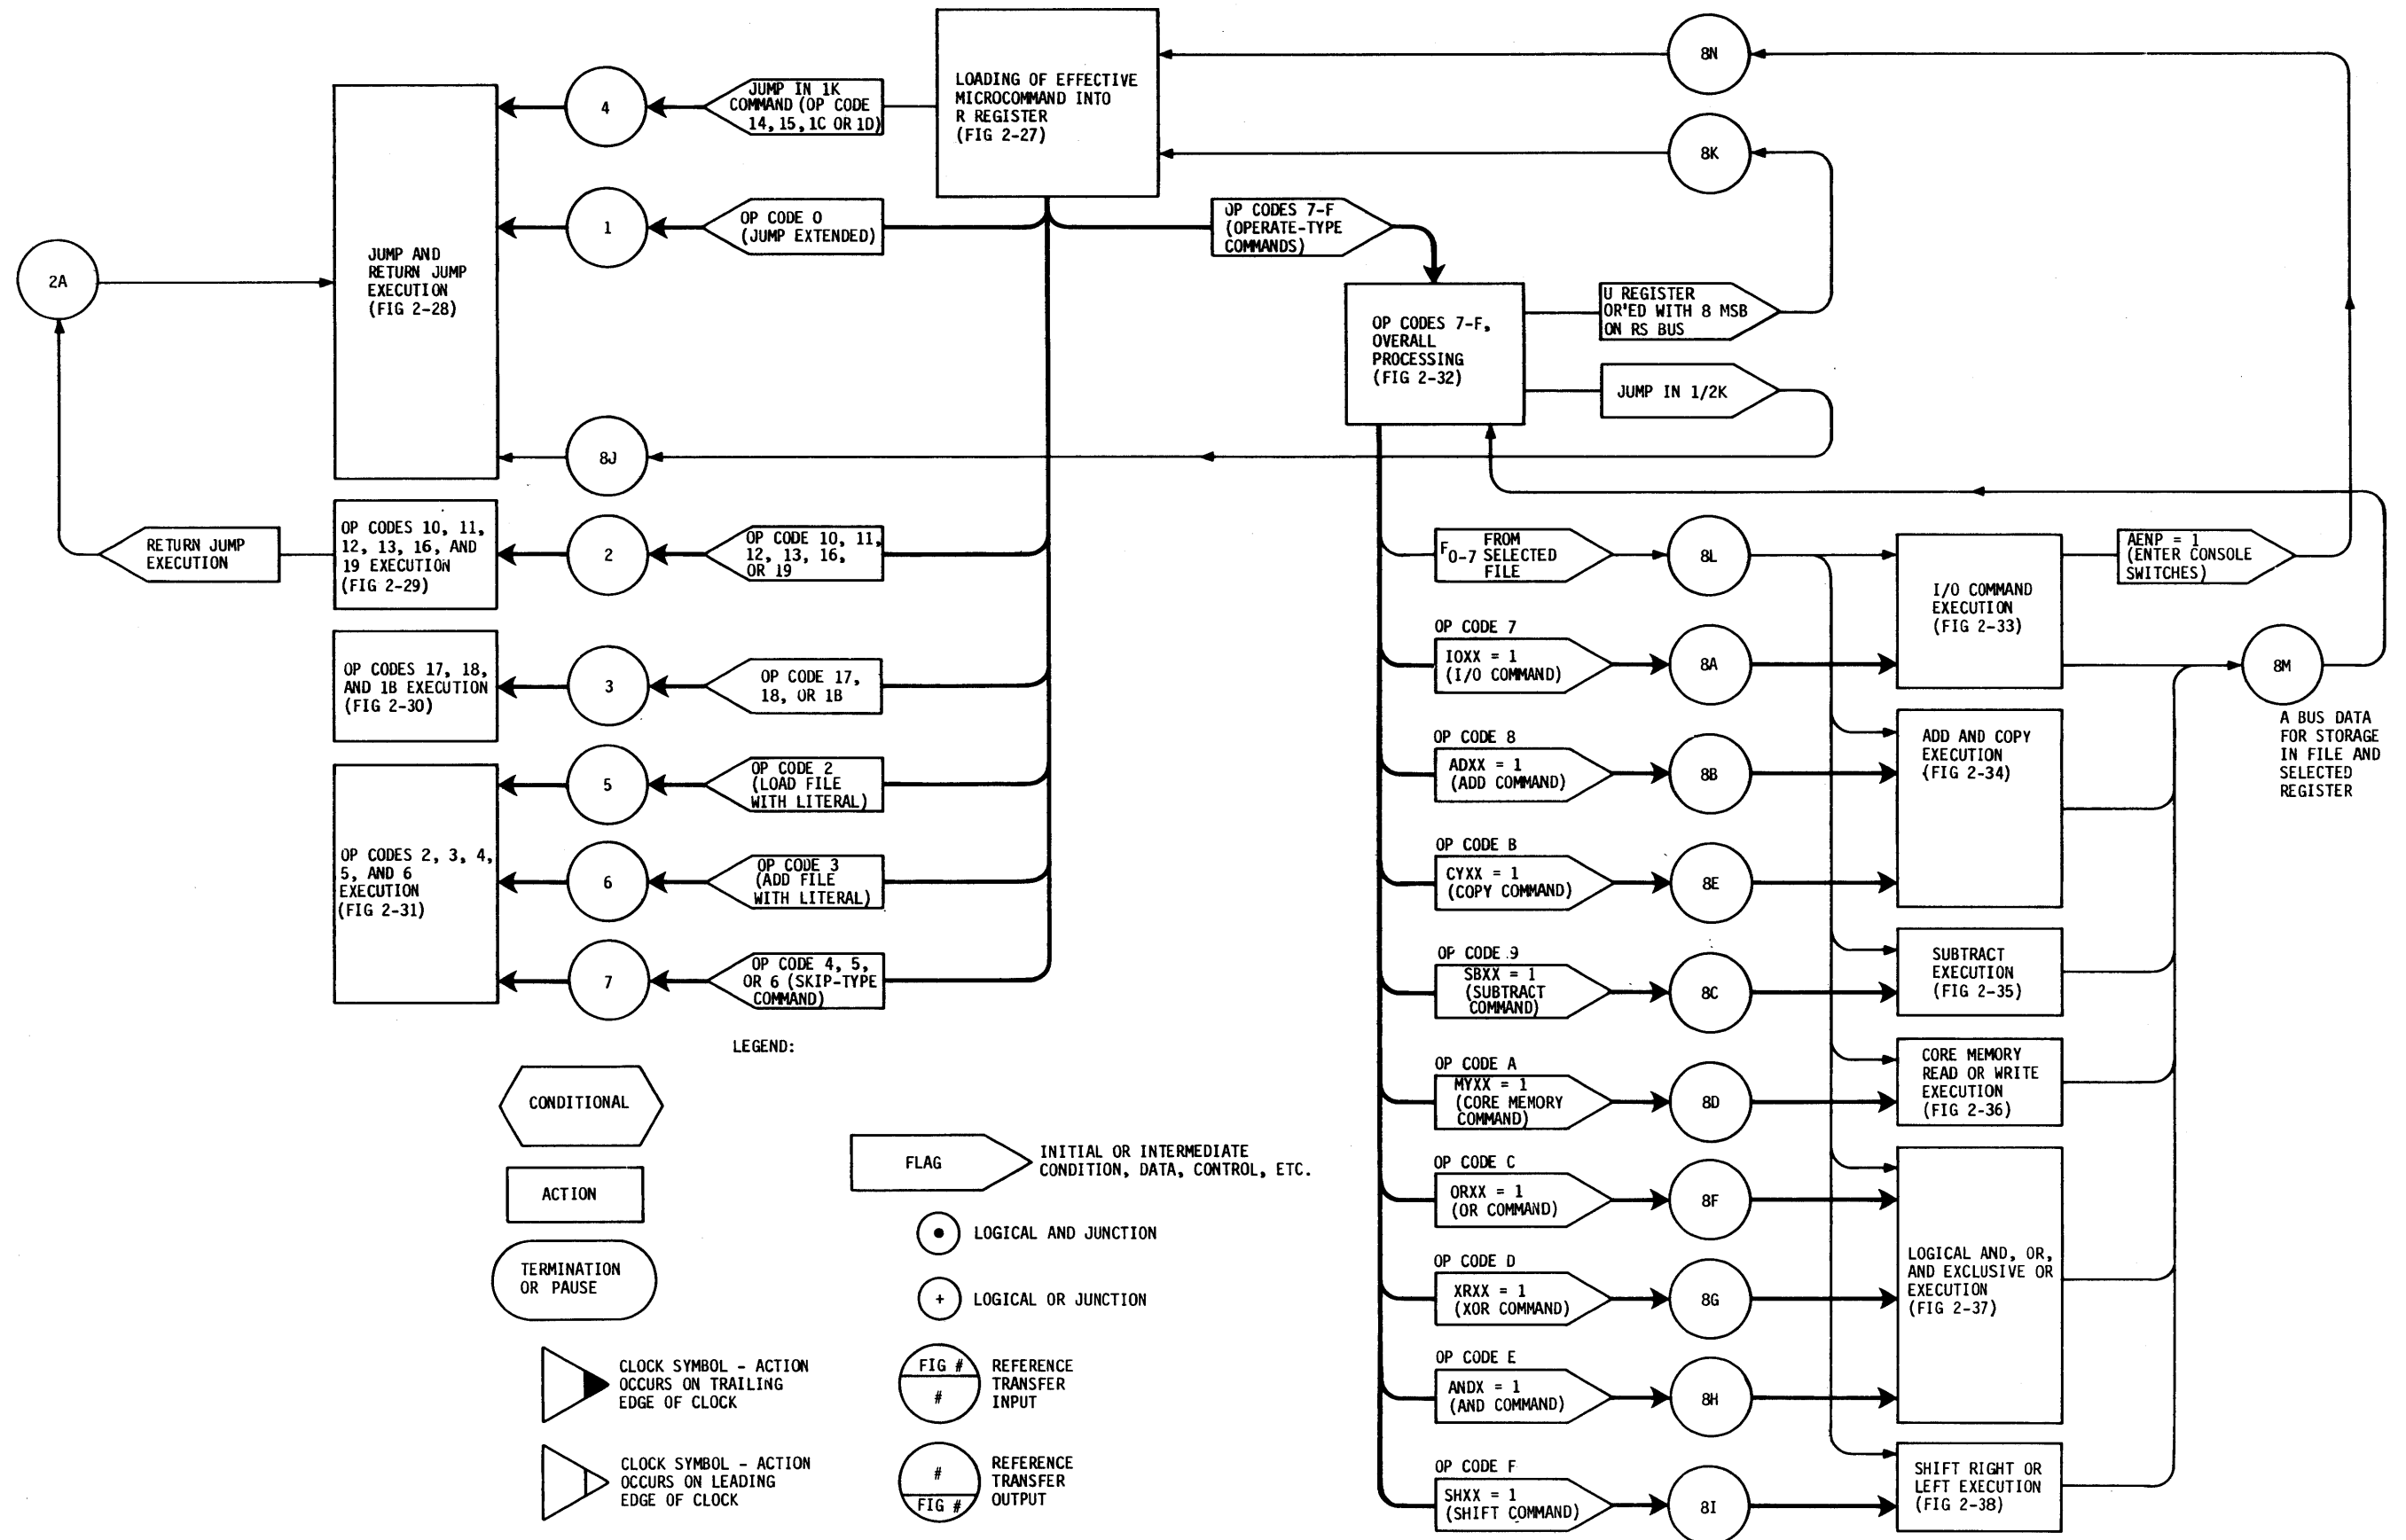 LOADING OF EFFECTIVE
MICROCOMMAND INTO
R REGISTER
(FIG 2-27)
8N
8K
JUMP IN 1K
COMMAND (OP CODE
14, 15, 1C OR 1D)
4
OP CODE 0
(JUMP EXTENDED)
1
JUMP AND
RETURN JUMP
EXECUTION
(FIG 2-28)
2A
8J
OP CODES 7-F
(OPERATE-TYPE
COMMANDS)
OP CODES 7-F,
OVERALL
PROCESSING
(FIG 2-32)
U REGISTER
OR'ED WITH 8 MSB
ON RS BUS
JUMP IN 1/2K
RETURN JUMP
EXECUTION
OP CODES 10, 11,
12, 13, 16, AND
19 EXECUTION
(FIG 2-29)
2
OP CODE 10, 11,
12, 13, 16,
OR 19
OP CODES 17, 18,
AND 1B EXECUTION
(FIG 2-30)
3
OP CODE 17,
18, OR 1B
OP CODES 2, 3, 4,
5, AND 6
EXECUTION
(FIG 2-31)
5
OP CODE 2
(LOAD FILE
WITH LITERAL)
6
OP CODE 3
(ADD FILE
WITH LITERAL)
7
OP CODE 4, 5,
OR 6 (SKIP-TYPE
COMMAND)
F0-7 FROM
SELECTED
FILE
8L
OP CODE 7
IOXX = 1
(I/O COMMAND)
8A
I/O COMMAND
EXECUTION
(FIG 2-33)
AENP = 1
(ENTER CONSOLE
SWITCHES)
8M
A BUS DATA
FOR STORAGE
IN FILE AND
SELECTED
REGISTER
OP CODE 8
ADXX = 1
(ADD COMMAND)
8B
ADD AND COPY
EXECUTION
(FIG 2-34)
OP CODE B
CYXX = 1
(COPY COMMAND)
8E
OP CODE 9
SBXX = 1
(SUBTRACT
COMMAND)
8C
SUBTRACT
EXECUTION
(FIG 2-35)
OP CODE A
MYXX = 1
(CORE MEMORY
COMMAND)
8D
CORE MEMORY
READ OR WRITE
EXECUTION
(FIG 2-36)
OP CODE C
ORXX = 1
(OR COMMAND)
8F
OP CODE D
XRXX = 1
(XOR COMMAND)
8G
LOGICAL AND, OR,
AND EXCLUSIVE OR
EXECUTION
(FIG 2-37)
OP CODE E
ANDX = 1
(AND COMMAND)
8H
OP CODE F
SHXX = 1
(SHIFT COMMAND)
8I
SHIFT RIGHT OR
LEFT EXECUTION
(FIG 2-38)
LEGEND:
CONDITIONAL
ACTION
TERMINATION
OR PAUSE
CLOCK SYMBOL - ACTION
OCCURS ON TRAILING
EDGE OF CLOCK
CLOCK SYMBOL - ACTION
OCCURS ON LEADING
EDGE OF CLOCK
FLAG
INITIAL OR INTERMEDIATE
CONDITION, DATA, CONTROL, ETC.
LOGICAL AND JUNCTION
+
LOGICAL OR JUNCTION
FIG #
#
REFERENCE
TRANSFER
INPUT
#
FIG #
REFERENCE
TRANSFER
OUTPUT